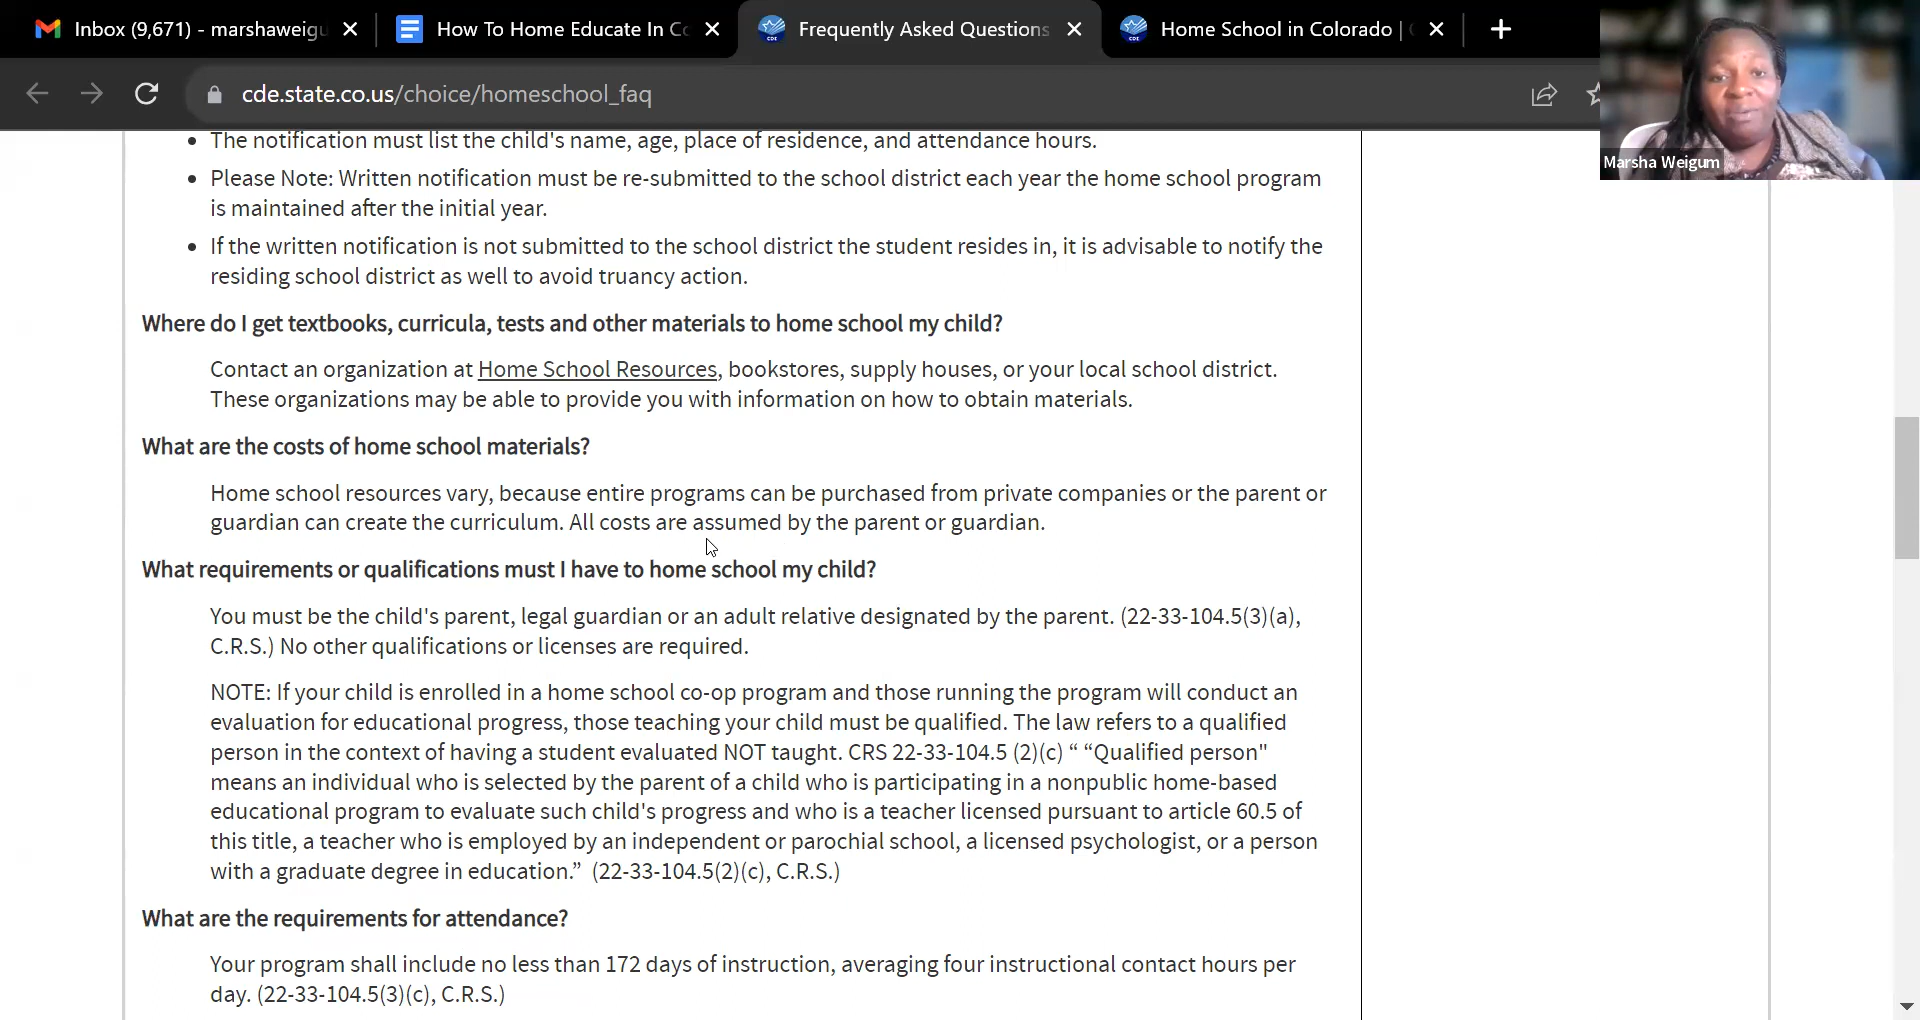 Inbox (9,671) - marshaweigu
How To Home Educate In Co
Frequently Asked Questions
Home School in Colorado |
cde.state.co.us/choice/homeschool_faq
Marsha Weigum
• The notification must list the child's name, age, place of residence, and attendance hours.
• Please Note: Written notification must be re-submitted to the school district each year the home school program
is maintained after the initial year.
• If the written notification is not submitted to the school district the student resides in, it is advisable to notify the
residing school district as well to avoid truancy action.
Where do I get textbooks, curricula, tests and other materials to home school my child?
Contact an organization at Home School Resources, bookstores, supply houses, or your local school district.
These organizations may be able to provide you with information on how to obtain materials.
What are the costs of home school materials?
Home school resources vary, because entire programs can be purchased from private companies or the parent or
guardian can create the curriculum. All costs are assumed by the parent or guardian.
What requirements or qualifications must I have to home school my child?
You must be the child's parent, legal guardian or an adult relative designated by the parent. (22-33-104.5(3)(a),
C.R.S.) No other qualifications or licenses are required.
NOTE: If your child is enrolled in a home school co-op program and those running the program will conduct an
evaluation for educational progress, those teaching your child must be qualified. The law refers to a qualified
person in the context of having a student evaluated NOT taught. CRS 22-33-104.5 (2)(c) “ “Qualified person"
means an individual who is selected by the parent of a child who is participating in a nonpublic home-based
educational program to evaluate such child's progress and who is a teacher licensed pursuant to article 60.5 of
this title, a teacher who is employed by an independent or parochial school, a licensed psychologist, or a person
with a graduate degree in education.” (22-33-104.5(2)(c), C.R.S.)
What are the requirements for attendance?
Your program shall include no less than 172 days of instruction, averaging four instructional contact hours per
day. (22-33-104.5(3)(c), C.R.S.)